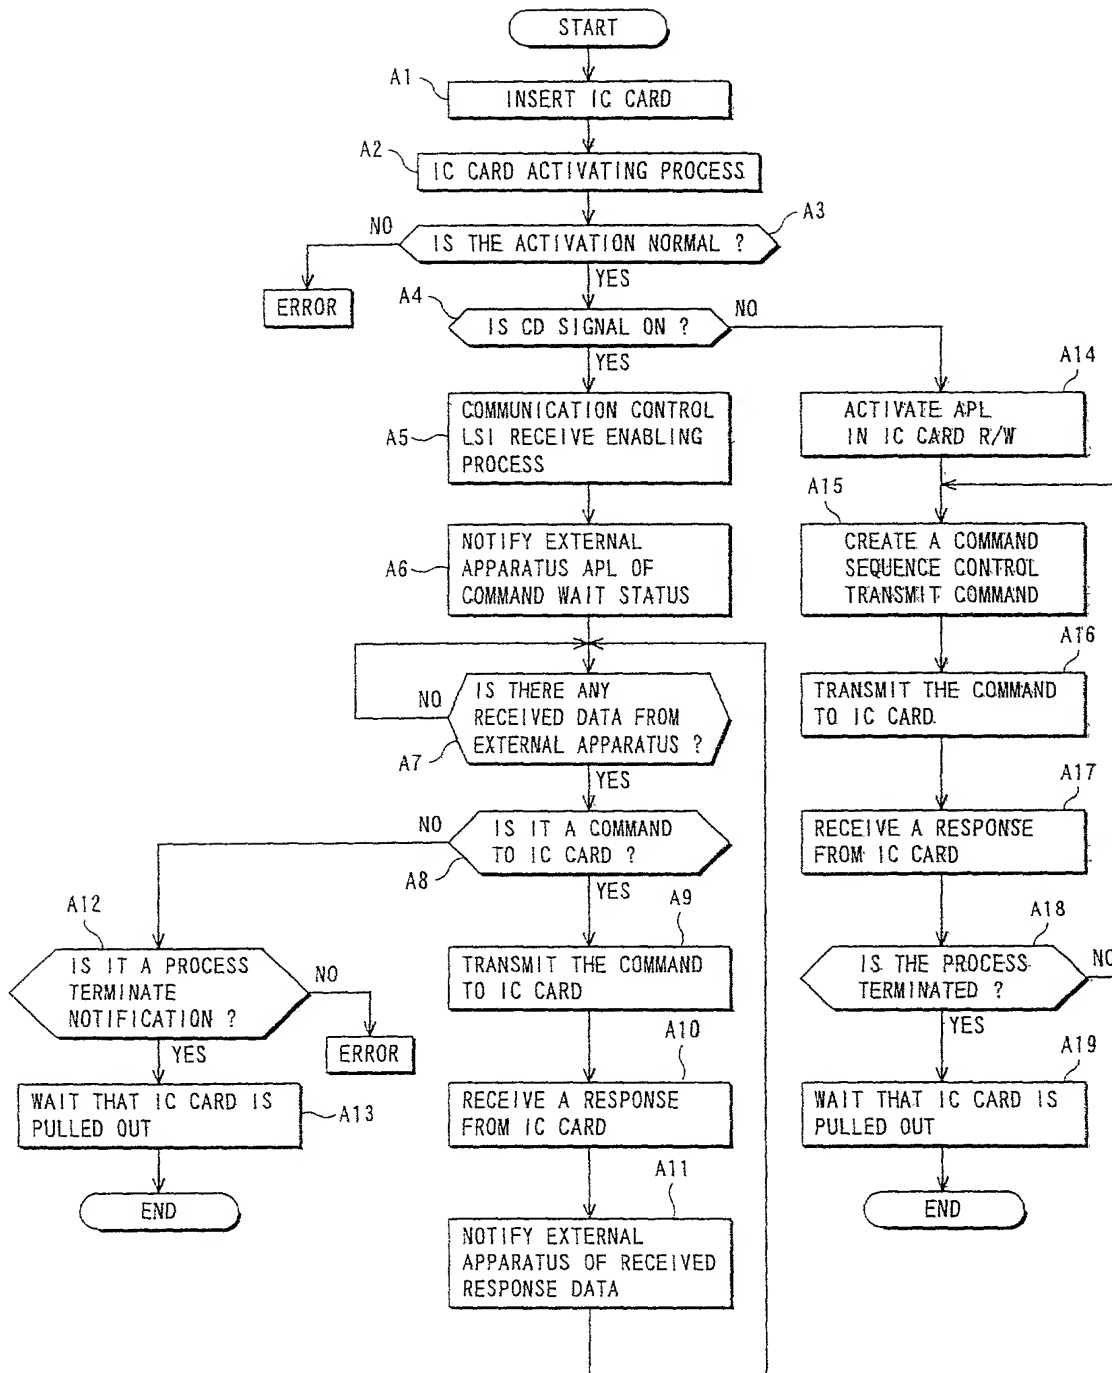 START
A1
INSERT IC CARD
A2
IC CARD ACTIVATING PROCESS
A3
NO
IS THE ACTIVATION NORMAL ?
YES
ERROR
A4
IS CD SIGNAL ON ?
NO
YES
A5
COMMUNICATION CONTROL
LSI RECEIVE ENABLING
PROCESS
A14
ACTIVATE APL
IN IC CARD R/W
A6
NOTIFY EXTERNAL
APPARATUS APL OF
COMMAND WAIT STATUS
A15
CREATE A COMMAND
SEQUENCE CONTROL
TRANSMIT COMMAND
NO
IS THERE ANY
RECEIVED DATA FROM
EXTERNAL APPARATUS ?
A7
YES
A16
TRANSMIT THE COMMAND
TO IC CARD
NO
IS IT A COMMAND
TO IC CARD ?
A8
YES
A17
RECEIVE A RESPONSE
FROM IC CARD
A12
IS IT A PROCESS
TERMINATE
NOTIFICATION ?
NO
YES
ERROR
A9
TRANSMIT THE COMMAND
TO IC CARD
A18
IS THE PROCESS
TERMINATED ?
NO
YES
WAIT THAT IC CARD IS
PULLED OUT
A13
END
A10
RECEIVE A RESPONSE
FROM IC CARD
A19
WAIT THAT IC CARD IS
PULLED OUT
END
A11
NOTIFY EXTERNAL
APPARATUS OF RECEIVED
RESPONSE DATA